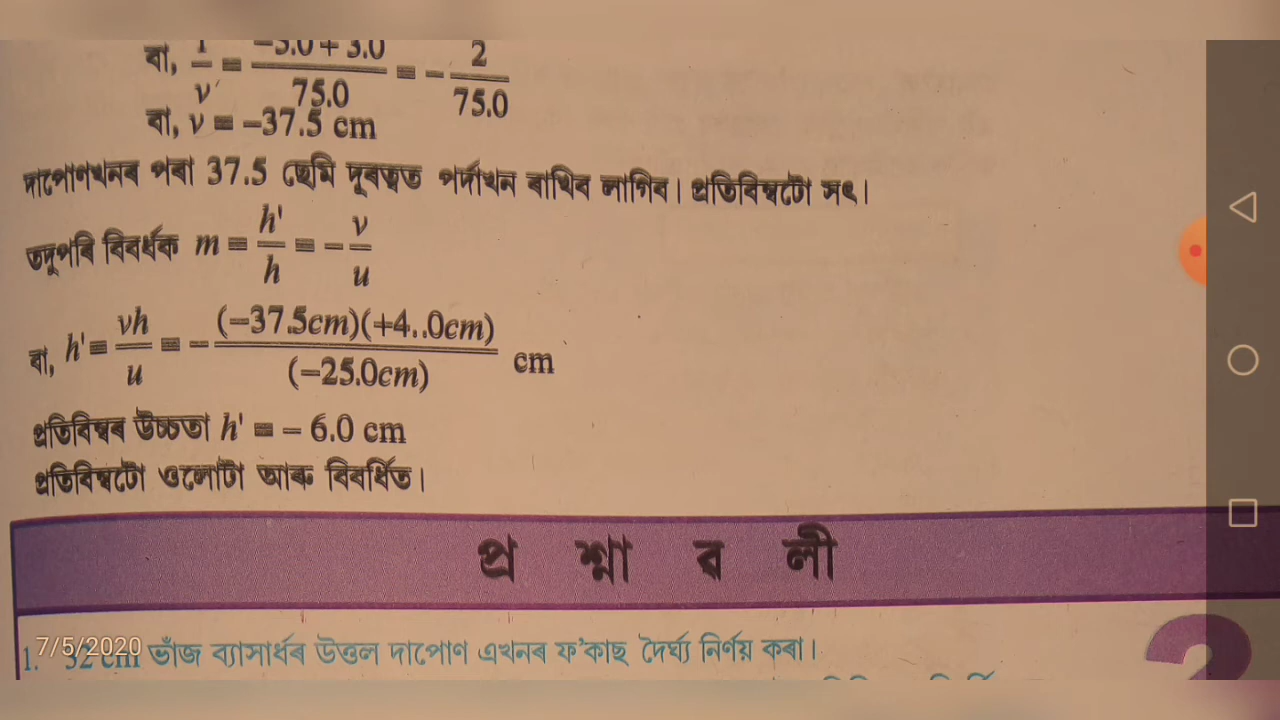 বা, 1/v = (−5.0 + 3.0)/75.0 = − 2/75.0
বা, v = −37.5 cm
দাপোণখনৰ পৰা 37.5 ছেমি দূৰত্বত পৰ্দাখন ৰাখিব লাগিব। প্ৰতিবিম্বটো সৎ।
তদুপৰি বিবৰ্ধক m = h'/h = − v/u
বা, h' = vh/u = − (−37.5cm)(+4..0cm)/(−25.0cm) cm
প্ৰতিবিম্বৰ উচ্চতা h' = − 6.0 cm
প্ৰতিবিম্বটো ওলোটা আৰু বিবৰ্ধিত।
প্ৰশ্নাৱলী
1. 32 cm ভাঁজ ব্যাসাৰ্ধৰ উত্তল দাপোণ এখনৰ ফ'কাছ দৈৰ্ঘ্য নিৰ্ণয় কৰা।
7/5/2020